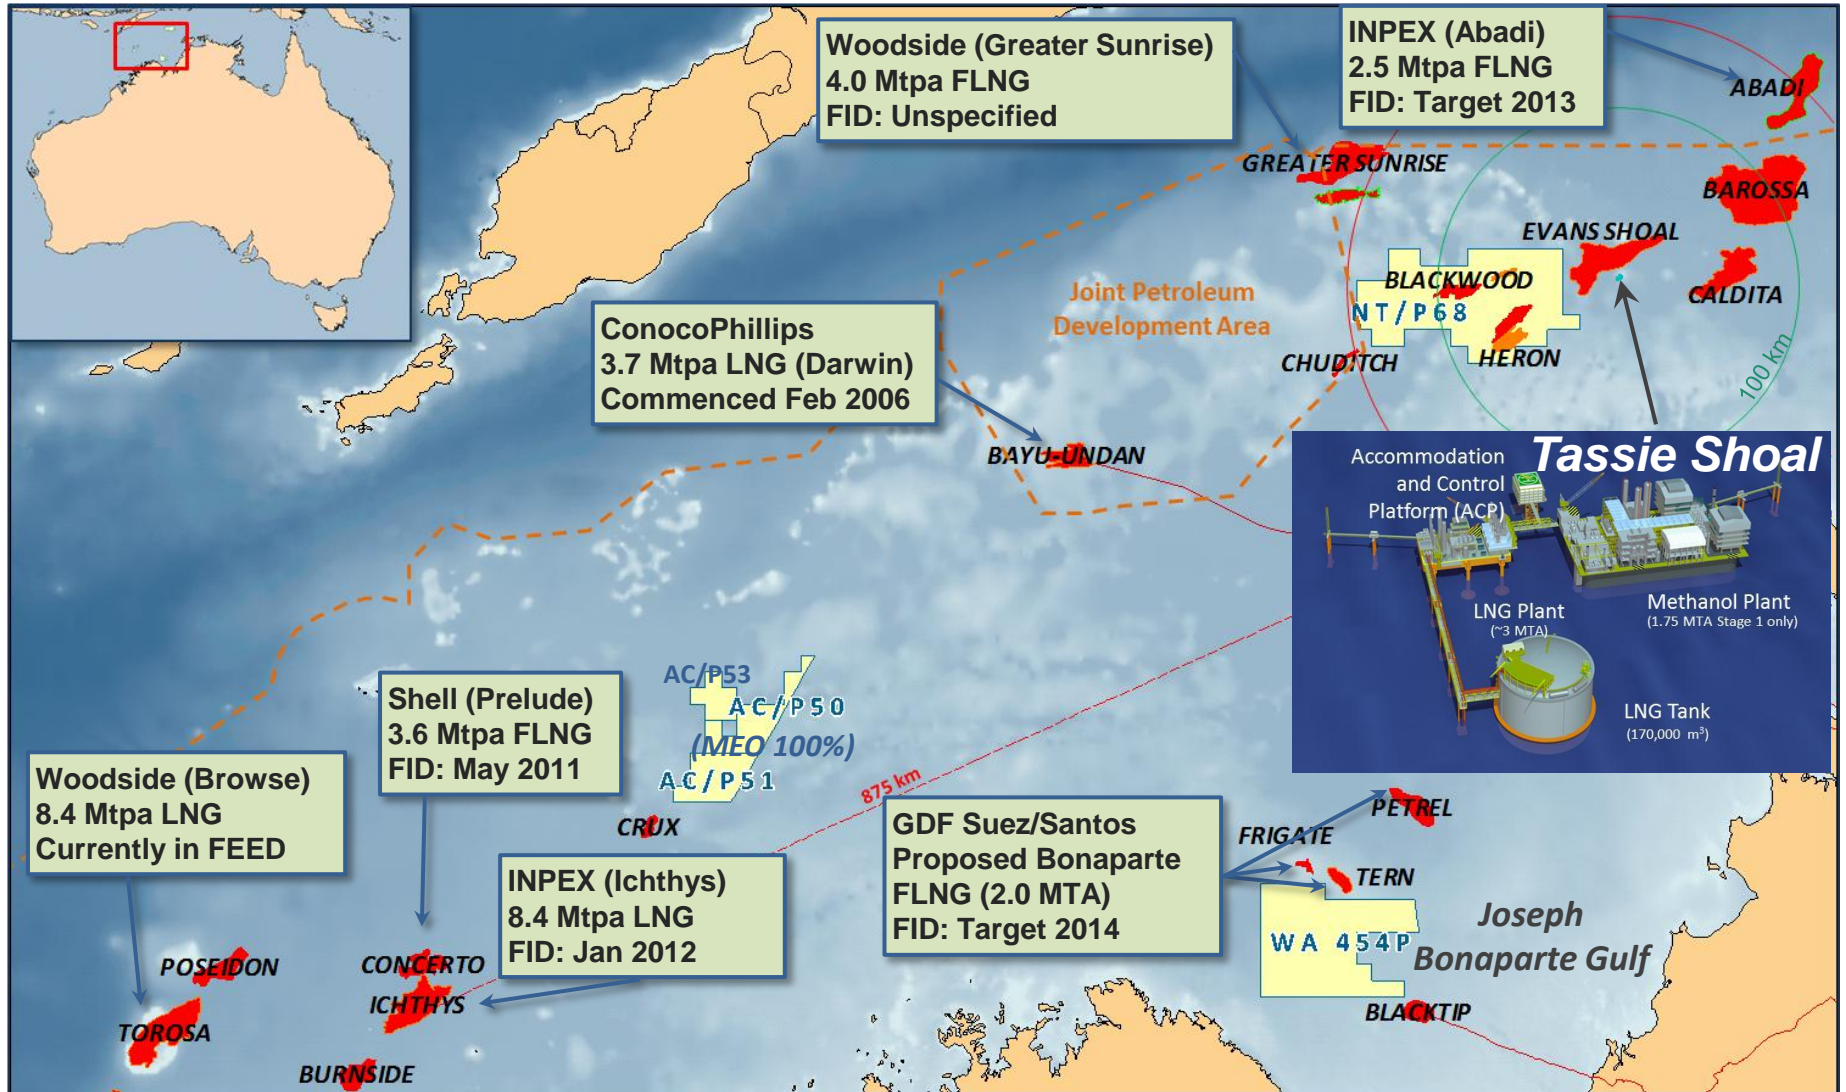 Woodside (Greater Sunrise)
4.0 Mtpa FLNG
FID: Unspecified
INPEX (Abadi)
2.5 Mtpa FLNG
FID: Target 2013
ABADI
GREATER SUNRISE
BAROSSA
EVANS SHOAL
BLACKWOOD
CALDITA
NT/P68
HERON
CHUDITCH
100 km
Joint Petroleum
Development Area
ConocoPhillips
3.7 Mtpa LNG (Darwin)
Commenced Feb 2006
BAYU-UNDAN
Tassie Shoal
Accommodation
and Control
Platform (ACP)
LNG Plant
(~3 MTA)
Methanol Plant
(1.75 MTA Stage 1 only)
LNG Tank
(170,000 m³)
AC/P53
AC/P50
(MEO 100%)
AC/P51
Shell (Prelude)
3.6 Mtpa FLNG
FID: May 2011
Woodside (Browse)
8.4 Mtpa LNG
Currently in FEED
CRUX
875 km
INPEX (Ichthys)
8.4 Mtpa LNG
FID: Jan 2012
GDF Suez/Santos
Proposed Bonaparte
FLNG (2.0 MTA)
FID: Target 2014
PETREL
FRIGATE
TERN
WA 454P
Joseph
Bonaparte Gulf
BLACKTIP
POSEIDON
CONCERTO
ICHTHYS
TOROSA
BURNSIDE